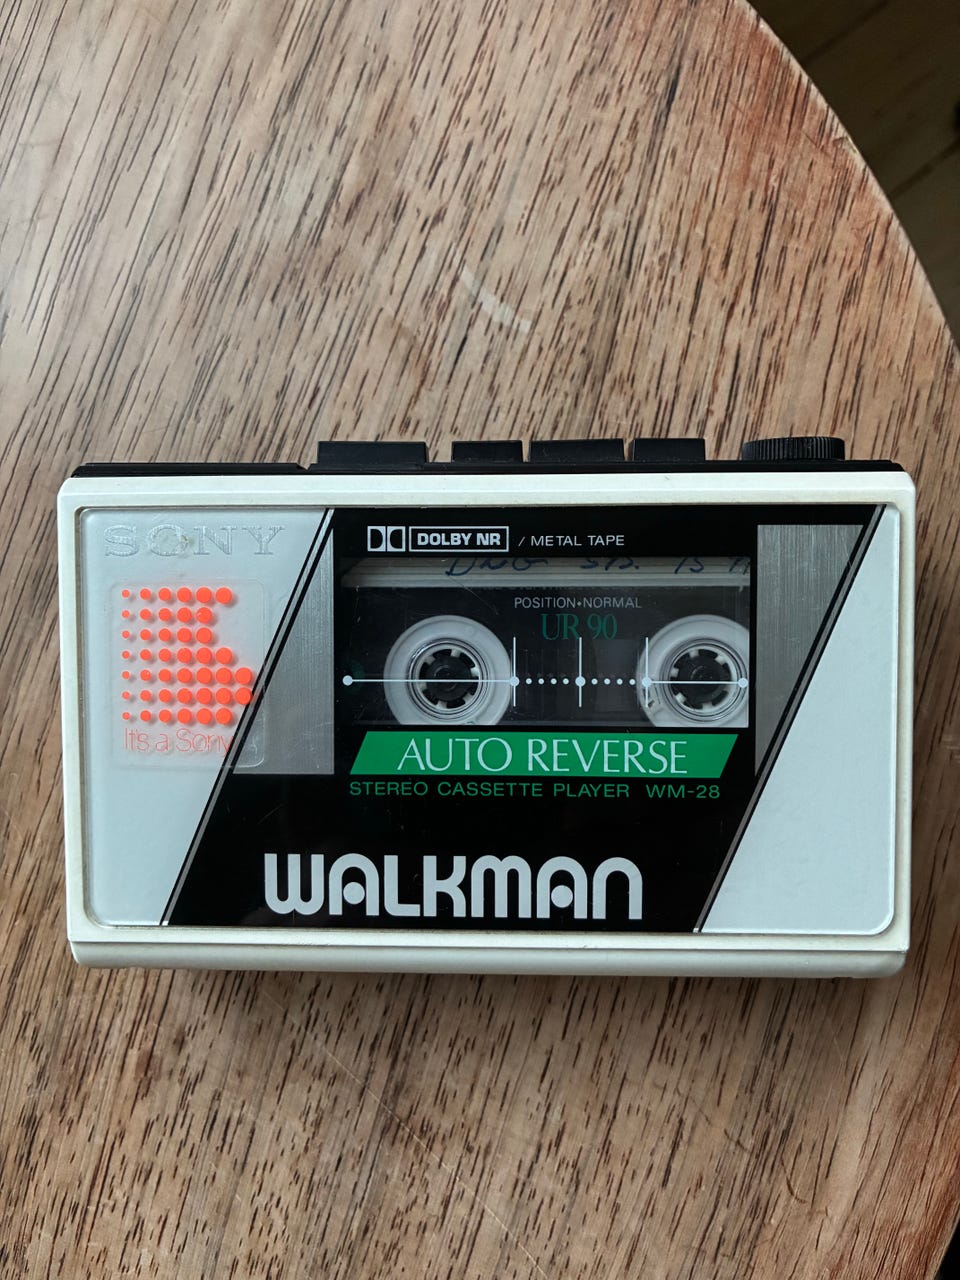 SONY
DOLBY NR / METAL TAPE
POSITION•NORMAL
UR 90
It's a Sony
AUTO REVERSE
STEREO CASSETTE PLAYER WM-28
WALKMAN